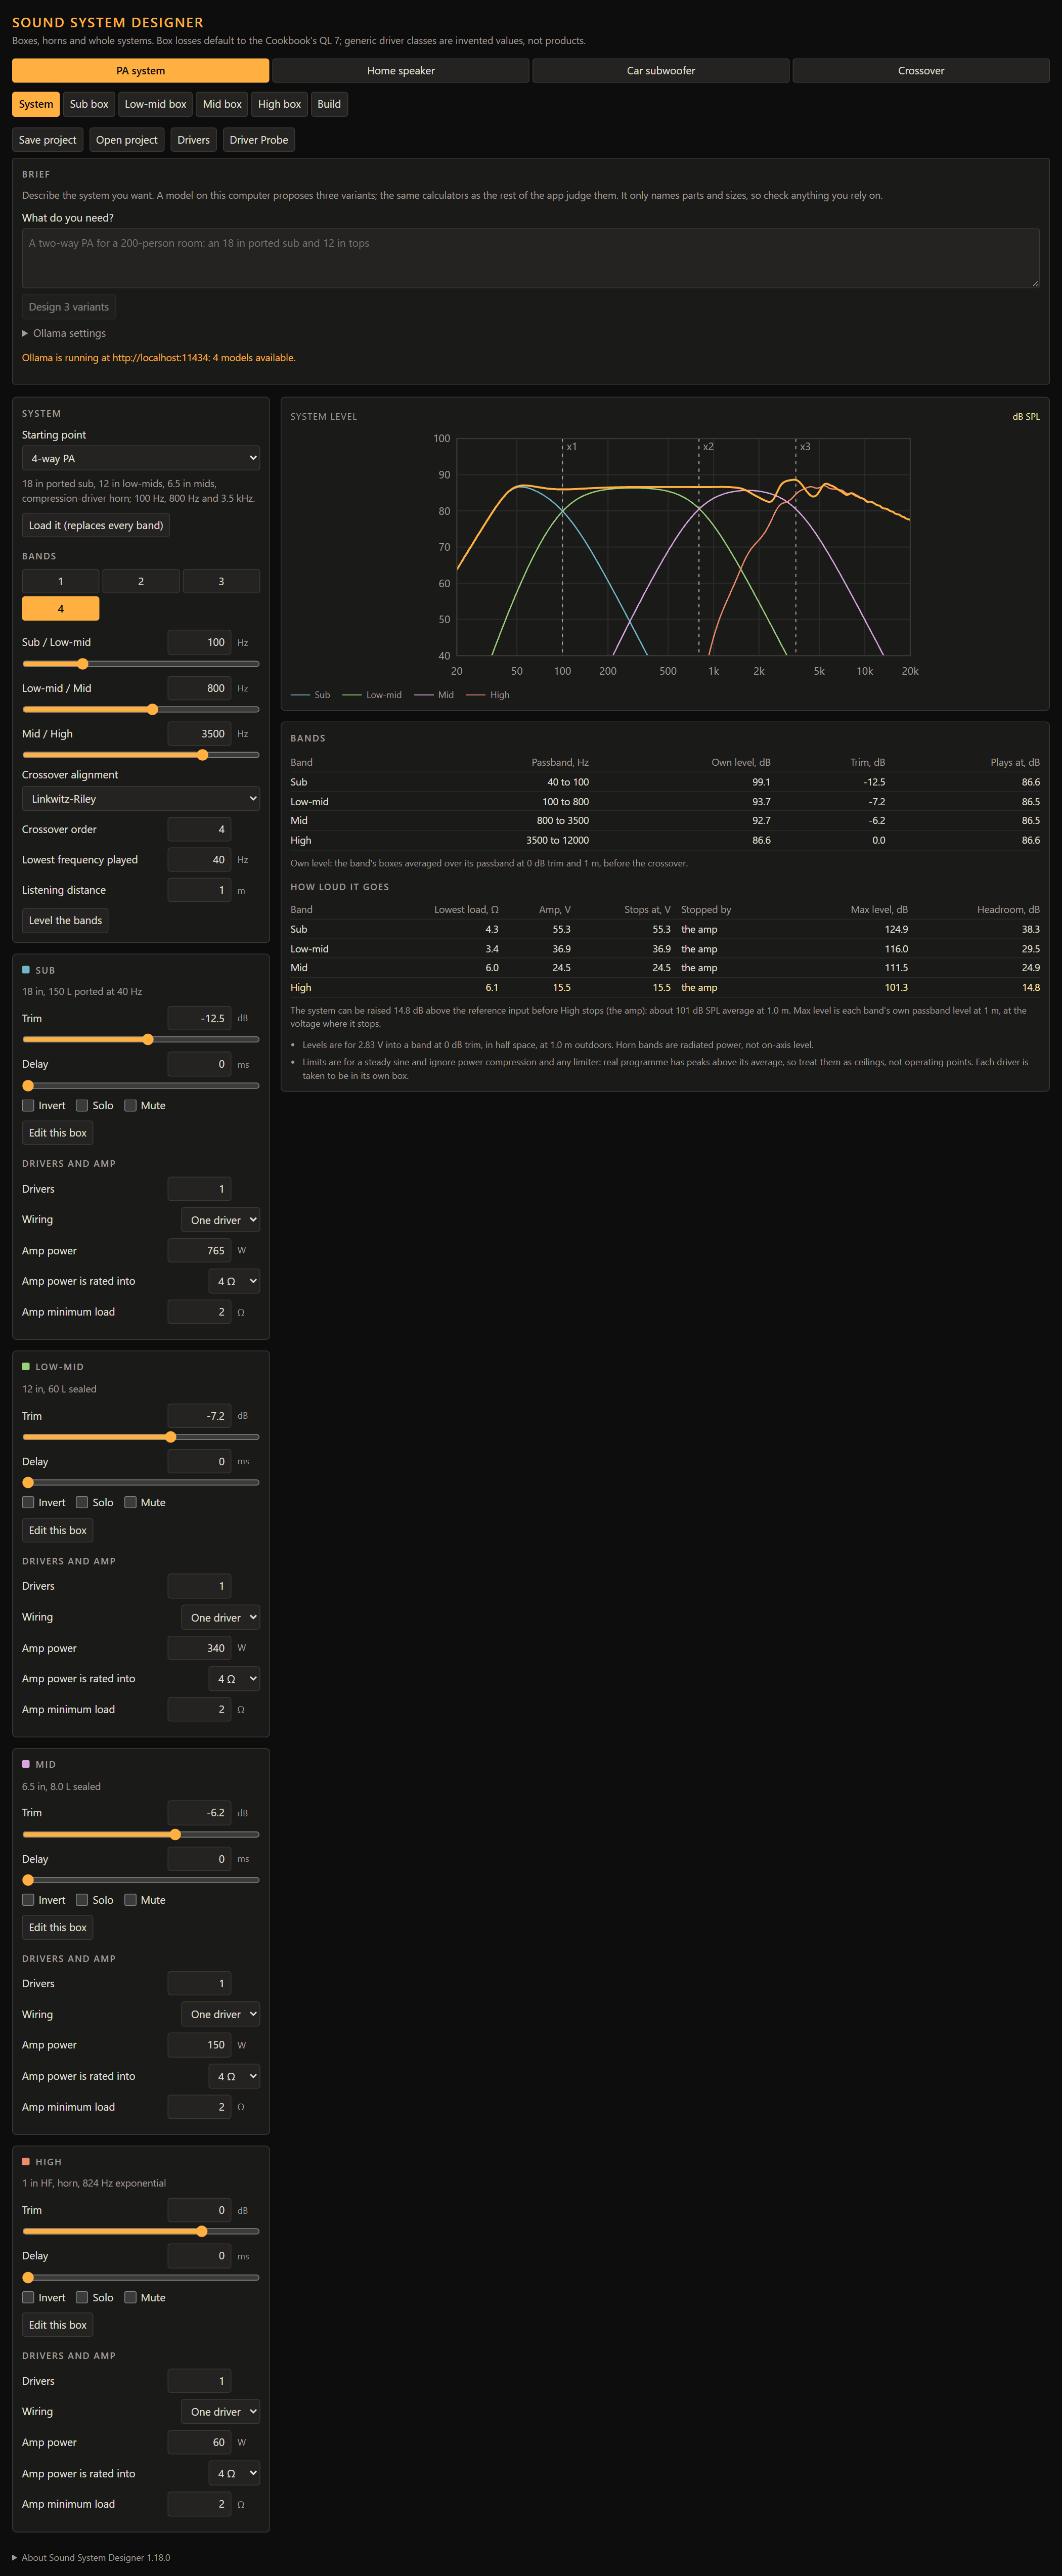 SOUND SYSTEM DESIGNER
Boxes, horns and whole systems. Box losses default to the Cookbook's QL 7; generic driver classes are invented values, not products.
PA system Home speaker Car subwoofer Crossover
System Sub box Low-mid box Mid box High box Build
Save project Open project Drivers Driver Probe
BRIEF
Describe the system you want. A model on this computer proposes three variants; the same calculators as the rest of the app judge them. It only names parts and sizes, so check anything you rely on.
What do you need?
A two-way PA for a 200-person room: an 18 in ported sub and 12 in tops
Design 3 variants
Ollama settings
Ollama is running at http://localhost:11434: 4 models available.
SYSTEM
Starting point
4-way PA
18 in ported sub, 12 in low-mids, 6.5 in mids,
compression-driver horn; 100 Hz, 800 Hz and 3.5 kHz.
Load it (replaces every band)
BANDS
1 2 3
4
Sub / Low-mid 100 Hz
Low-mid / Mid 800 Hz
Mid / High 3500 Hz
Crossover alignment
Linkwitz-Riley
Crossover order 4
Lowest frequency played 40 Hz
Listening distance 1 m
Level the bands
SUB
18 in, 150 L ported at 40 Hz
Trim -12.5 dB
Delay 0 ms
Invert Solo Mute
Edit this box
DRIVERS AND AMP
Drivers 1
Wiring One driver
Amp power 765 W
Amp power is rated into 4 Ω
Amp minimum load 2 Ω
LOW-MID
12 in, 60 L sealed
Trim -7.2 dB
Delay 0 ms
Invert Solo Mute
Edit this box
DRIVERS AND AMP
Drivers 1
Wiring One driver
Amp power 340 W
Amp power is rated into 4 Ω
Amp minimum load 2 Ω
MID
6.5 in, 8.0 L sealed
Trim -6.2 dB
Delay 0 ms
Invert Solo Mute
Edit this box
DRIVERS AND AMP
Drivers 1
Wiring One driver
Amp power 150 W
Amp power is rated into 4 Ω
Amp minimum load 2 Ω
HIGH
1 in HF, horn, 824 Hz exponential
Trim 0 dB
Delay 0 ms
Invert Solo Mute
Edit this box
DRIVERS AND AMP
Drivers 1
Wiring One driver
Amp power 60 W
Amp power is rated into 4 Ω
Amp minimum load 2 Ω
SYSTEM LEVEL dB SPL
100
90
80
70
60
50
40
x1 x2 x3
20 50 100 200 500 1k 2k 5k 10k 20k
Sub Low-mid Mid High
BANDS
Band Passband, Hz Own level, dB Trim, dB Plays at, dB
Sub 40 to 100 99.1 -12.5 86.6
Low-mid 100 to 800 93.7 -7.2 86.5
Mid 800 to 3500 92.7 -6.2 86.5
High 3500 to 12000 86.6 0.0 86.6
Own level: the band's boxes averaged over its passband at 0 dB trim and 1 m, before the crossover.
HOW LOUD IT GOES
Band Lowest load, Ω Amp, V Stops at, V Stopped by Max level, dB Headroom, dB
Sub 4.3 55.3 55.3 the amp 124.9 38.3
Low-mid 3.4 36.9 36.9 the amp 116.0 29.5
Mid 6.0 24.5 24.5 the amp 111.5 24.9
High 6.1 15.5 15.5 the amp 101.3 14.8
The system can be raised 14.8 dB above the reference input before High stops (the amp): about 101 dB SPL average at 1.0 m. Max level is each band's own passband level at 1 m, at the
voltage where it stops.
• Levels are for 2.83 V into a band at 0 dB trim, in half space, at 1.0 m outdoors. Horn bands are radiated power, not on-axis level.
• Limits are for a steady sine and ignore power compression and any limiter: real programme has peaks above its average, so treat them as ceilings, not operating points. Each driver is
taken to be in its own box.
About Sound System Designer 1.18.0